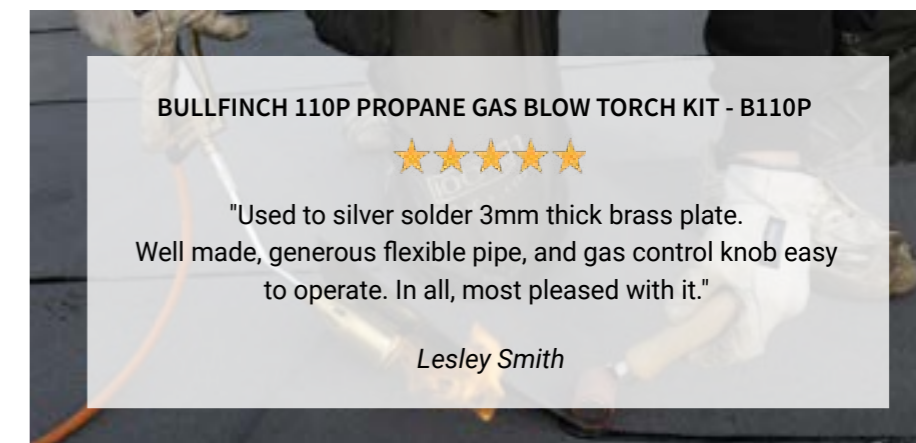 BULLFINCH 110P PROPANE GAS BLOW TORCH KIT - B110P
"Used to silver solder 3mm thick brass plate.
Well made, generous flexible pipe, and gas control knob easy
to operate. In all, most pleased with it."
Lesley Smith